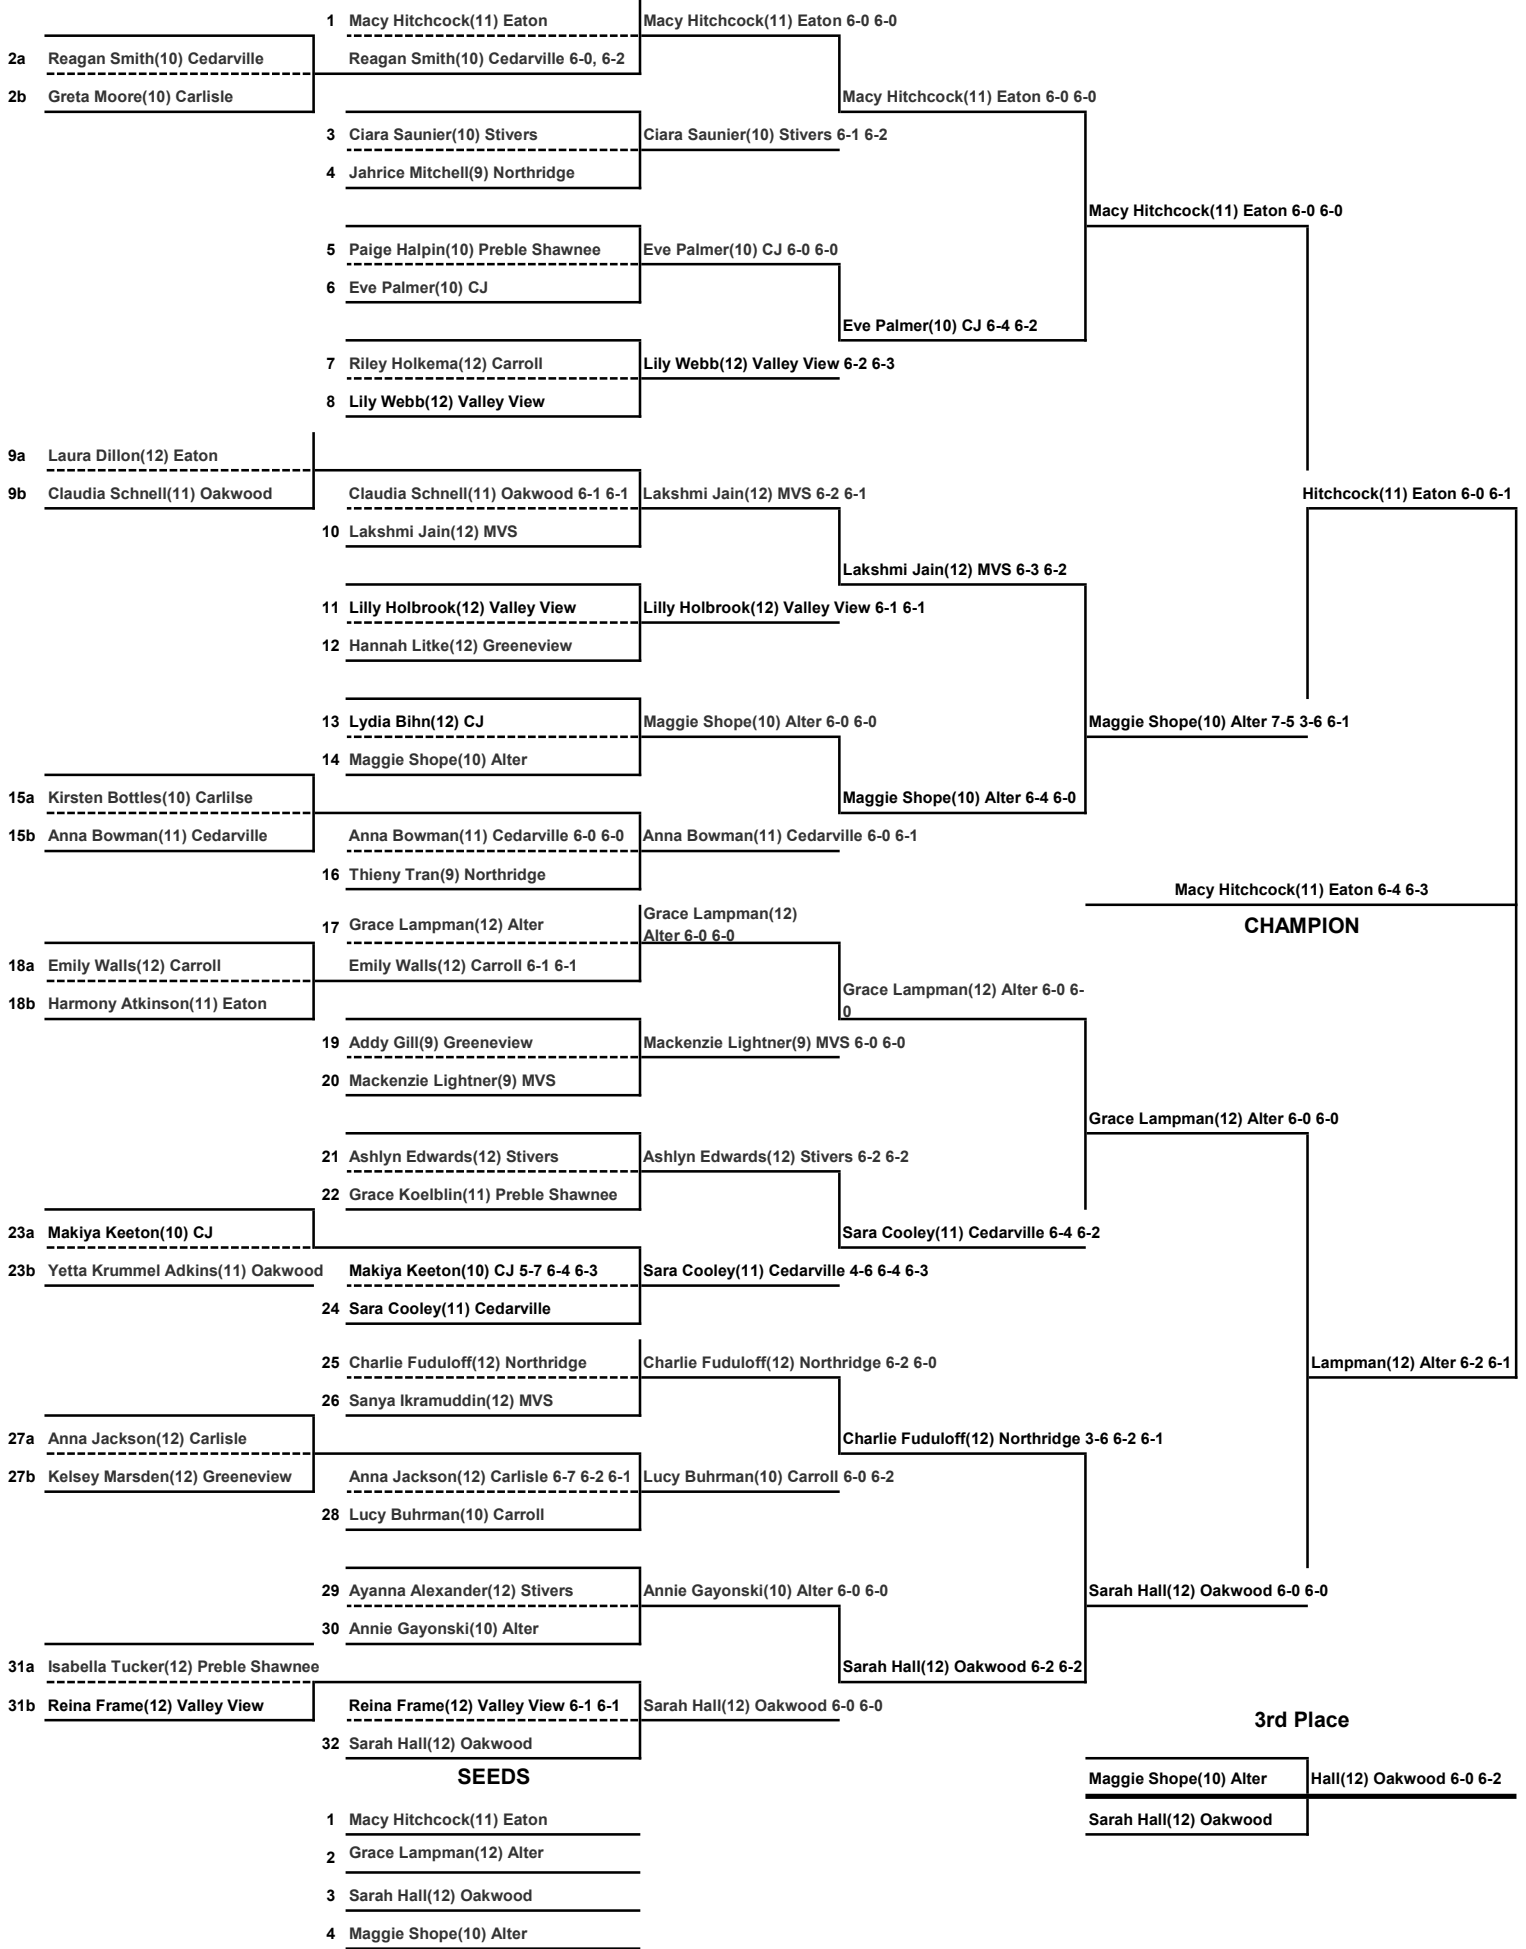 1 Macy Hitchcock(11) Eaton Macy Hitchcock(11) Eaton 6-0 6-0
2a Reagan Smith(10) Cedarville Reagan Smith(10) Cedarville 6-0, 6-2
2b Greta Moore(10) Carlisle Macy Hitchcock(11) Eaton 6-0 6-0
3 Ciara Saunier(10) Stivers Ciara Saunier(10) Stivers 6-1 6-2
4 Jahrice Mitchell(9) Northridge
Macy Hitchcock(11) Eaton 6-0 6-0
5 Paige Halpin(10) Preble Shawnee Eve Palmer(10) CJ 6-0 6-0
6 Eve Palmer(10) CJ
Eve Palmer(10) CJ 6-4 6-2
7 Riley Holkema(12) Carroll Lily Webb(12) Valley View 6-2 6-3
8 Lily Webb(12) Valley View
9a Laura Dillon(12) Eaton
9b Claudia Schnell(11) Oakwood Claudia Schnell(11) Oakwood 6-1 6-1 Lakshmi Jain(12) MVS 6-2 6-1 Hitchcock(11) Eaton 6-0 6-1
10 Lakshmi Jain(12) MVS
Lakshmi Jain(12) MVS 6-3 6-2
11 Lilly Holbrook(12) Valley View Lilly Holbrook(12) Valley View 6-1 6-1
12 Hannah Litke(12) Greeneview
13 Lydia Bihn(12) CJ Maggie Shope(10) Alter 6-0 6-0 Maggie Shope(10) Alter 7-5 3-6 6-1
14 Maggie Shope(10) Alter
15a Kirsten Bottles(10) Carlilse Maggie Shope(10) Alter 6-4 6-0
15b Anna Bowman(11) Cedarville Anna Bowman(11) Cedarville 6-0 6-0 Anna Bowman(11) Cedarville 6-0 6-1
16 Thieny Tran(9) Northridge
Macy Hitchcock(11) Eaton 6-4 6-3
CHAMPION
17 Grace Lampman(12) Alter Grace Lampman(12)
Alter 6-0 6-0
18a Emily Walls(12) Carroll Emily Walls(12) Carroll 6-1 6-1
18b Harmony Atkinson(11) Eaton Grace Lampman(12) Alter 6-0 6-
0
19 Addy Gill(9) Greeneview Mackenzie Lightner(9) MVS 6-0 6-0
20 Mackenzie Lightner(9) MVS
Grace Lampman(12) Alter 6-0 6-0
21 Ashlyn Edwards(12) Stivers Ashlyn Edwards(12) Stivers 6-2 6-2
22 Grace Koelblin(11) Preble Shawnee
23a Makiya Keeton(10) CJ Sara Cooley(11) Cedarville 6-4 6-2
23b Yetta Krummel Adkins(11) Oakwood Makiya Keeton(10) CJ 5-7 6-4 6-3 Sara Cooley(11) Cedarville 4-6 6-4 6-3
24 Sara Cooley(11) Cedarville
25 Charlie Fuduloff(12) Northridge Charlie Fuduloff(12) Northridge 6-2 6-0 Lampman(12) Alter 6-2 6-1
26 Sanya Ikramuddin(12) MVS
27a Anna Jackson(12) Carlisle Charlie Fuduloff(12) Northridge 3-6 6-2 6-1
27b Kelsey Marsden(12) Greeneview Anna Jackson(12) Carlisle 6-7 6-2 6-1 Lucy Buhrman(10) Carroll 6-0 6-2
28 Lucy Buhrman(10) Carroll
29 Ayanna Alexander(12) Stivers Annie Gayonski(10) Alter 6-0 6-0 Sarah Hall(12) Oakwood 6-0 6-0
30 Annie Gayonski(10) Alter
31a Isabella Tucker(12) Preble Shawnee Sarah Hall(12) Oakwood 6-2 6-2
31b Reina Frame(12) Valley View Reina Frame(12) Valley View 6-1 6-1 Sarah Hall(12) Oakwood 6-0 6-0
32 Sarah Hall(12) Oakwood
3rd Place
Maggie Shope(10) Alter Hall(12) Oakwood 6-0 6-2
Sarah Hall(12) Oakwood
SEEDS
1 Macy Hitchcock(11) Eaton
2 Grace Lampman(12) Alter
3 Sarah Hall(12) Oakwood
4 Maggie Shope(10) Alter